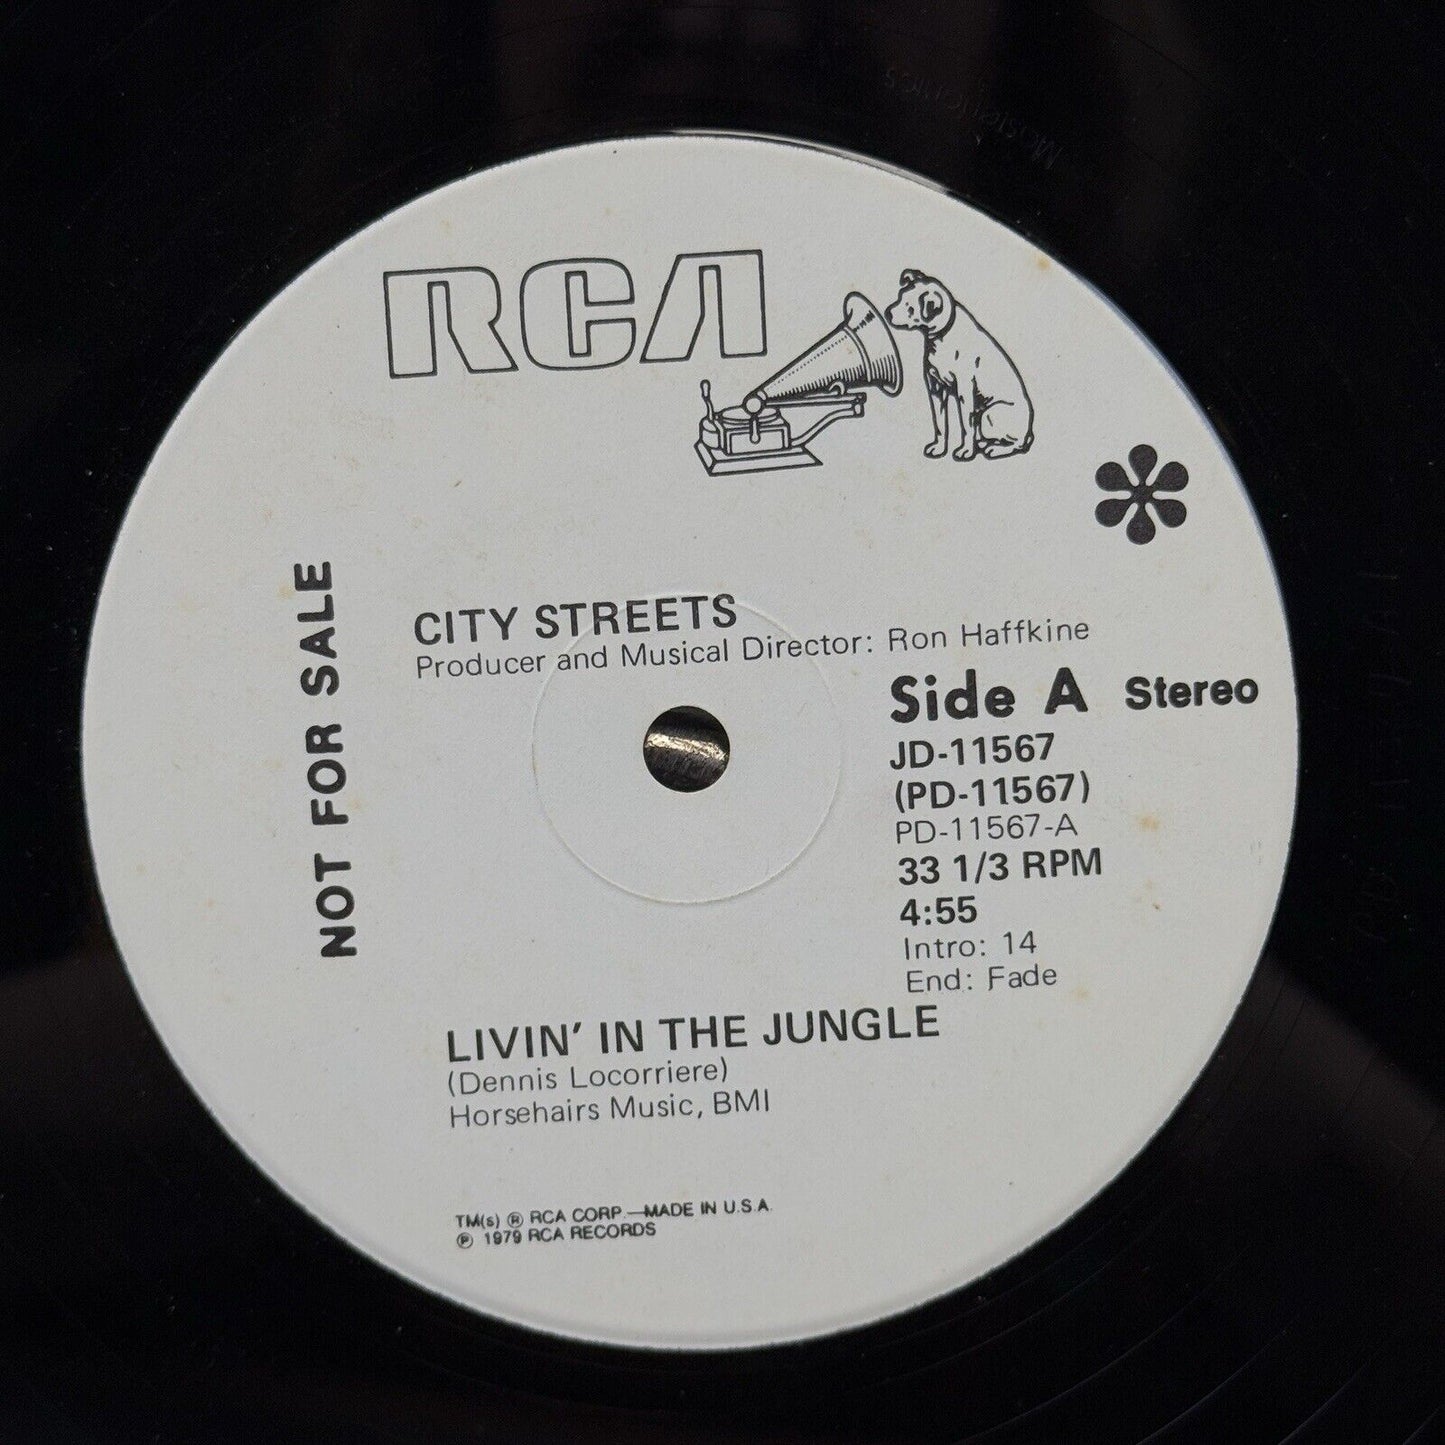 RCA
NOT FOR SALE
CITY STREETS
Producer and Musical Director: Ron Haffkine
Side A Stereo
JD-11567
(PD-11567)
PD-11567-A
33 1/3 RPM
4:55
Intro: 14
End: Fade
LIVIN' IN THE JUNGLE
(Dennis Locorriere)
Horsehairs Music, BMI
TM(s) ® RCA CORP.—MADE IN U.S.A.
℗ 1979 RCA RECORDS